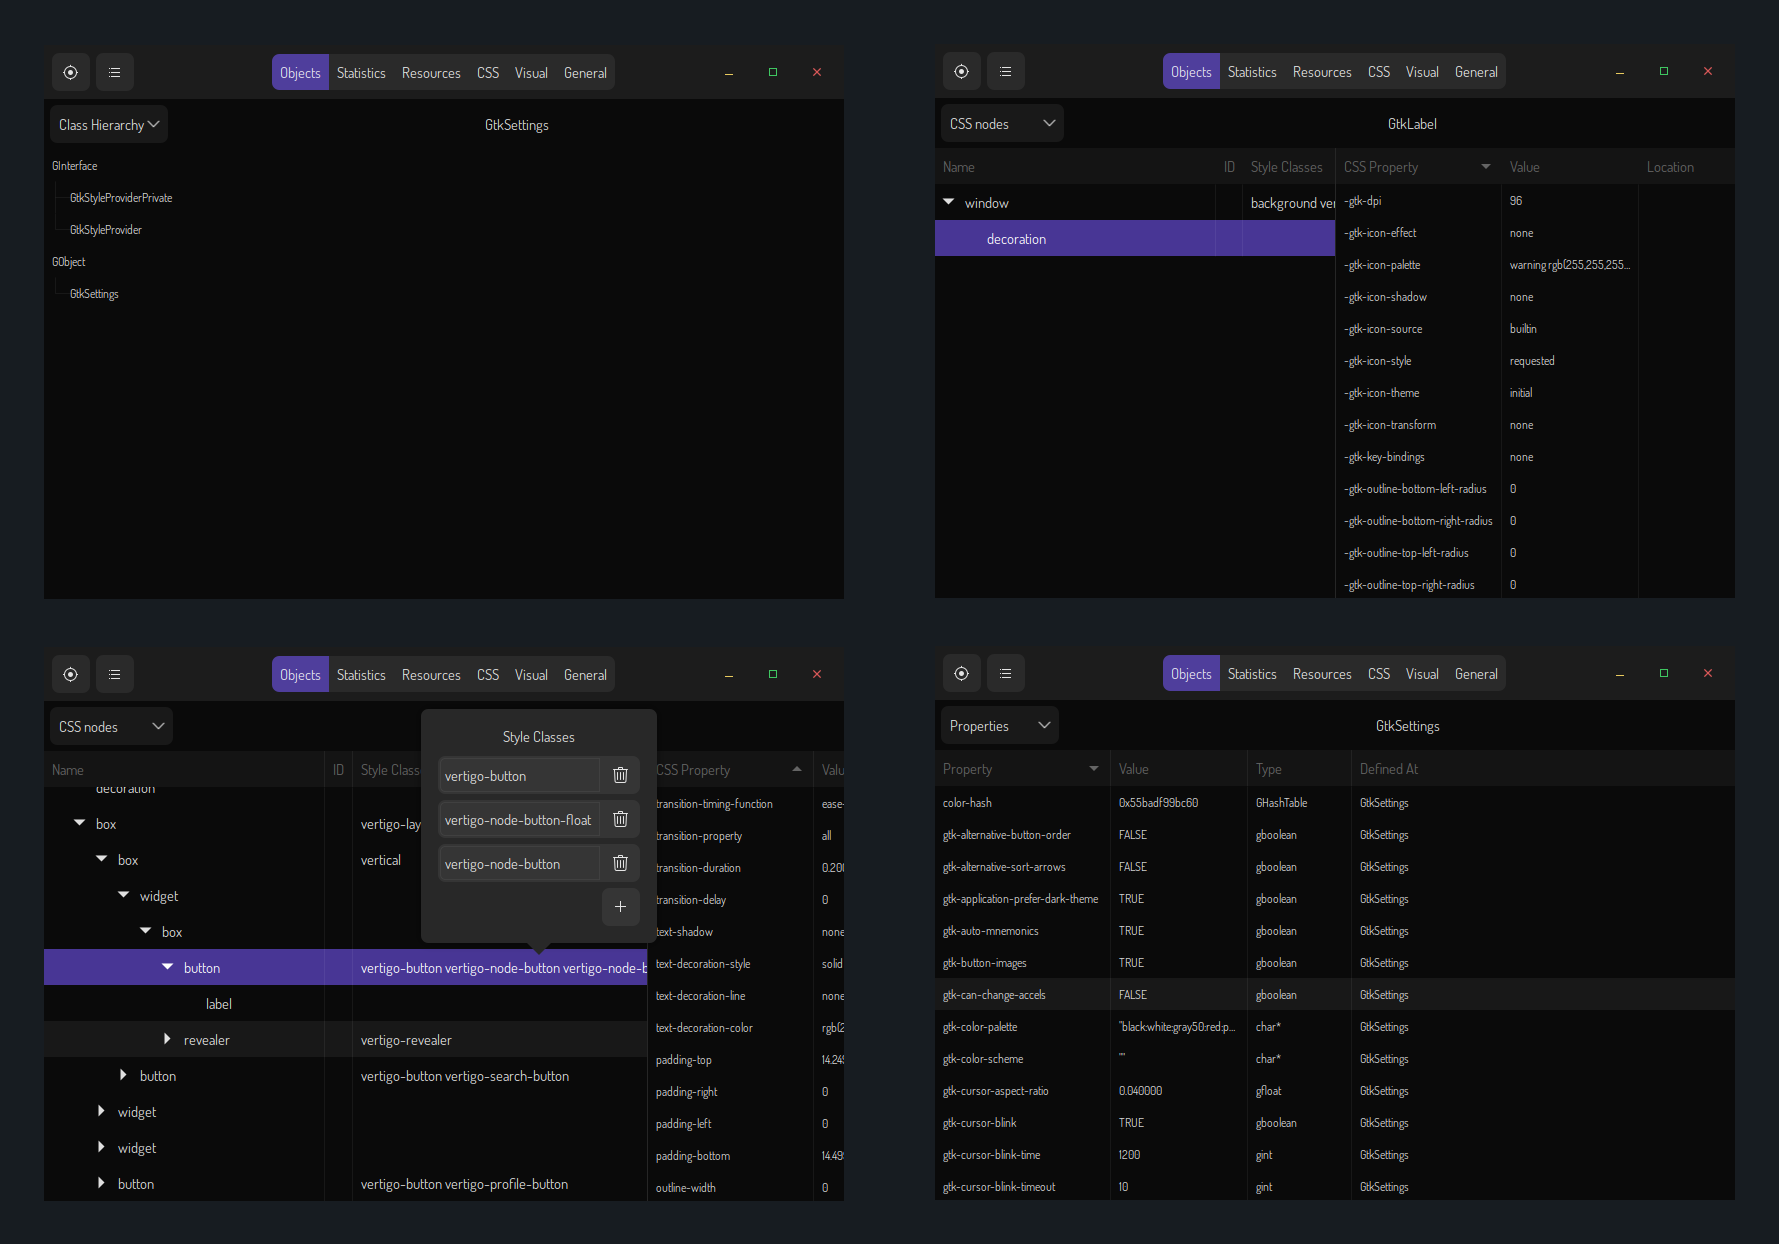 Objects Statistics Resources CSS Visual General
Class Hierarchy GtkSettings
GInterface
GtkStyleProviderPrivate
GtkStyleProvider
GObject
GtkSettings
Objects Statistics Resources CSS Visual General
CSS nodes GtkLabel
Name ID Style Classes CSS Property Value Location
window background ver
decoration
-gtk-dpi 96
-gtk-icon-effect none
-gtk-icon-palette warning rgb(255,255,255...
-gtk-icon-shadow none
-gtk-icon-source builtin
-gtk-icon-style requested
-gtk-icon-theme initial
-gtk-icon-transform none
-gtk-key-bindings none
-gtk-outline-bottom-left-radius 0
-gtk-outline-bottom-right-radius 0
-gtk-outline-top-left-radius 0
-gtk-outline-top-right-radius 0
Objects Statistics Resources CSS Visual General
CSS nodes
Style Classes
vertigo-button
vertigo-node-button-float
vertigo-node-button
Name ID Style Class CSS Property Valu
decoration
box vertigo-lay
box vertical
widget
box
button vertigo-button vertigo-node-button vertigo-node-b
label
revealer vertigo-revealer
button vertigo-button vertigo-search-button
widget
widget
button vertigo-button vertigo-profile-button
transition-timing-function ease-
transition-property all
transition-duration 0.200
transition-delay 0
text-shadow none
text-decoration-style solid
text-decoration-line none
text-decoration-color rgb(2
padding-top 14.249
padding-right 0
padding-left 0
padding-bottom 14.49
outline-width 0
Objects Statistics Resources CSS Visual General
Properties GtkSettings
Property Value Type Defined At
color-hash 0x55badf99bc60 GHashTable GtkSettings
gtk-alternative-button-order FALSE gboolean GtkSettings
gtk-alternative-sort-arrows FALSE gboolean GtkSettings
gtk-application-prefer-dark-theme TRUE gboolean GtkSettings
gtk-auto-mnemonics TRUE gboolean GtkSettings
gtk-button-images TRUE gboolean GtkSettings
gtk-can-change-accels FALSE gboolean GtkSettings
gtk-color-palette "black:white:gray50:red:p... char* GtkSettings
gtk-color-scheme "" char* GtkSettings
gtk-cursor-aspect-ratio 0.040000 gfloat GtkSettings
gtk-cursor-blink TRUE gboolean GtkSettings
gtk-cursor-blink-time 1200 gint GtkSettings
gtk-cursor-blink-timeout 10 gint GtkSettings